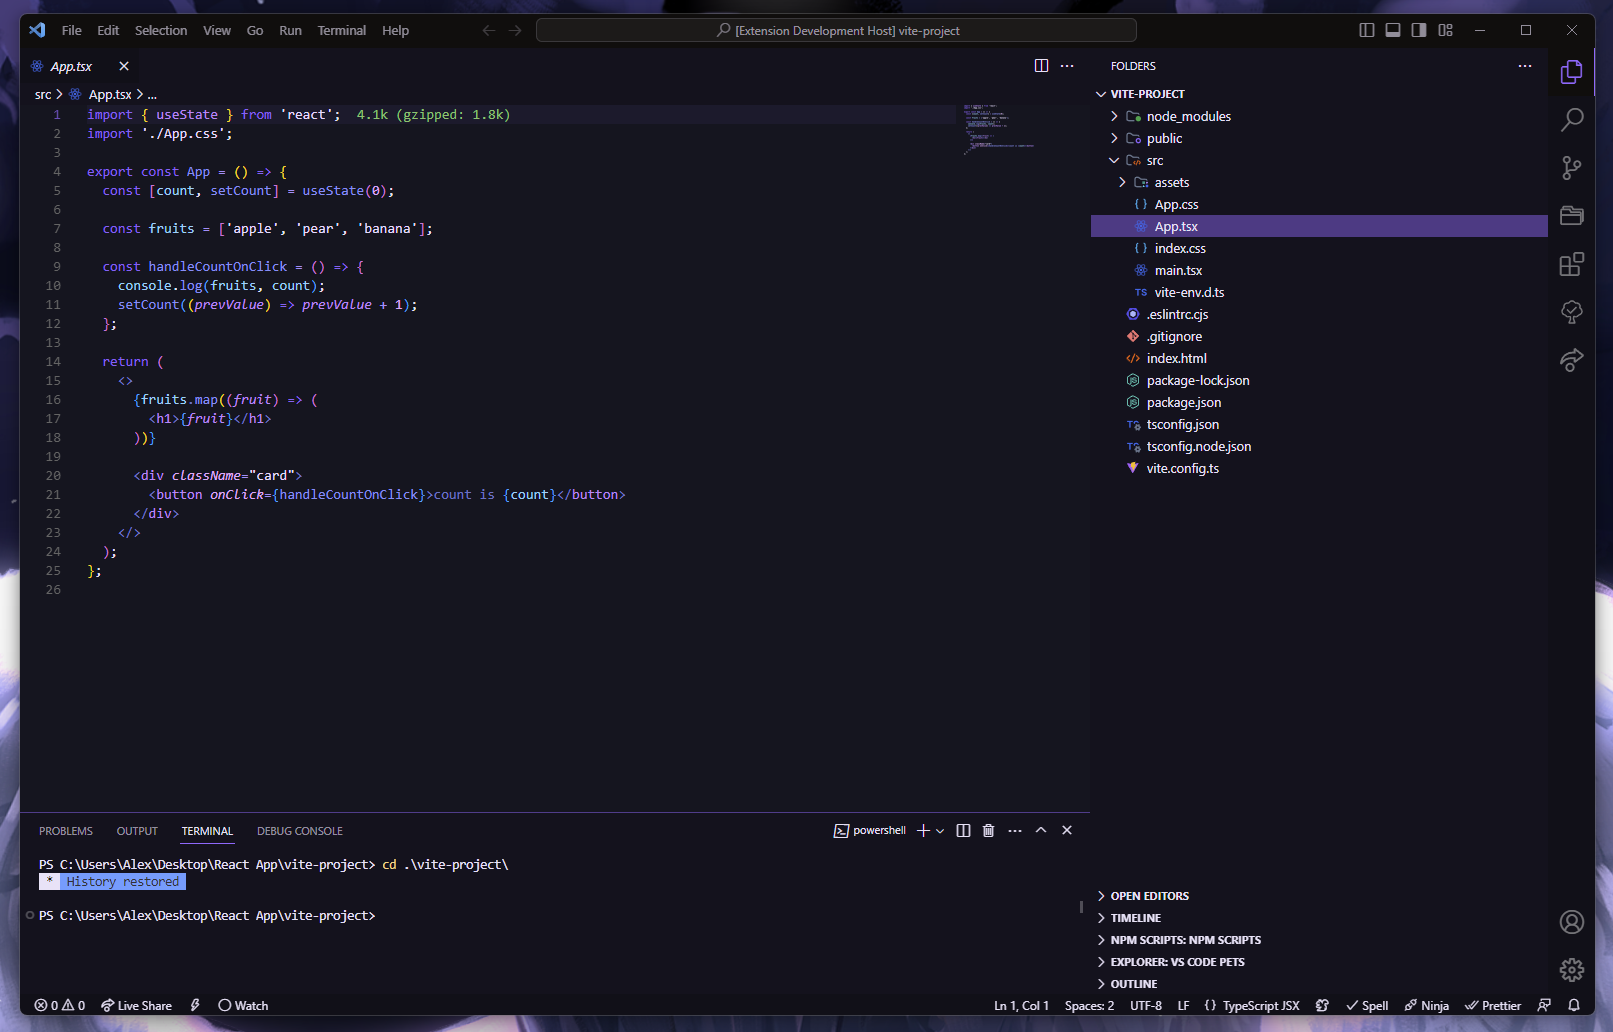 File Edit Selection View Go Run Terminal Help
[Extension Development Host] vite-project
App.tsx
src > App.tsx > ...
1 import { useState } from 'react'; 4.1k (gzipped: 1.8k)
2 import './App.css';
3
4 export const App = () => {
5 const [count, setCount] = useState(0);
6
7 const fruits = ['apple', 'pear', 'banana'];
8
9 const handleCountOnClick = () => {
10 console.log(fruits, count);
11 setCount((prevValue) => prevValue + 1);
12 };
13
14 return (
15 <>
16 {fruits.map((fruit) => (
17 <h1>{fruit}</h1>
18 ))}
19
20 <div className="card">
21 <button onClick={handleCountOnClick}>count is {count}</button>
22 </div>
23 </>
24 );
25 };
26
FOLDERS
VITE-PROJECT
node_modules
public
src
assets
{ } App.css
App.tsx
{ } index.css
main.tsx
TS vite-env.d.ts
.eslintrc.cjs
.gitignore
</> index.html
package-lock.json
package.json
tsconfig.json
tsconfig.node.json
vite.config.ts
OPEN EDITORS
TIMELINE
NPM SCRIPTS: NPM SCRIPTS
EXPLORER: VS CODE PETS
OUTLINE
PROBLEMS OUTPUT TERMINAL DEBUG CONSOLE
powershell
PS C:\Users\Alex\Desktop\React App\vite-project> cd .\vite-project\
* History restored
PS C:\Users\Alex\Desktop\React App\vite-project>
0 0 Live Share Watch
Ln 1, Col 1 Spaces: 2 UTF-8 LF { } TypeScript JSX Spell Ninja Prettier